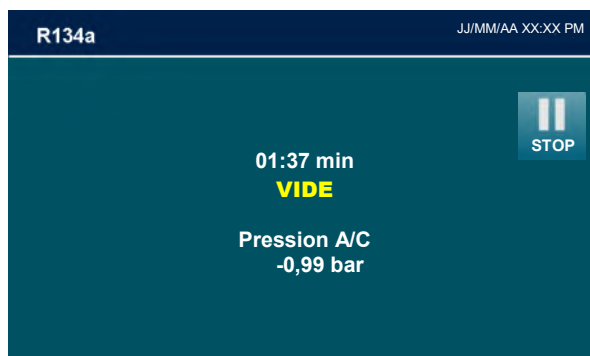 R134a
JJ/MM/AA XX:XX PM
STOP
01:37 min
VIDE
Pression A/C
-0,99 bar